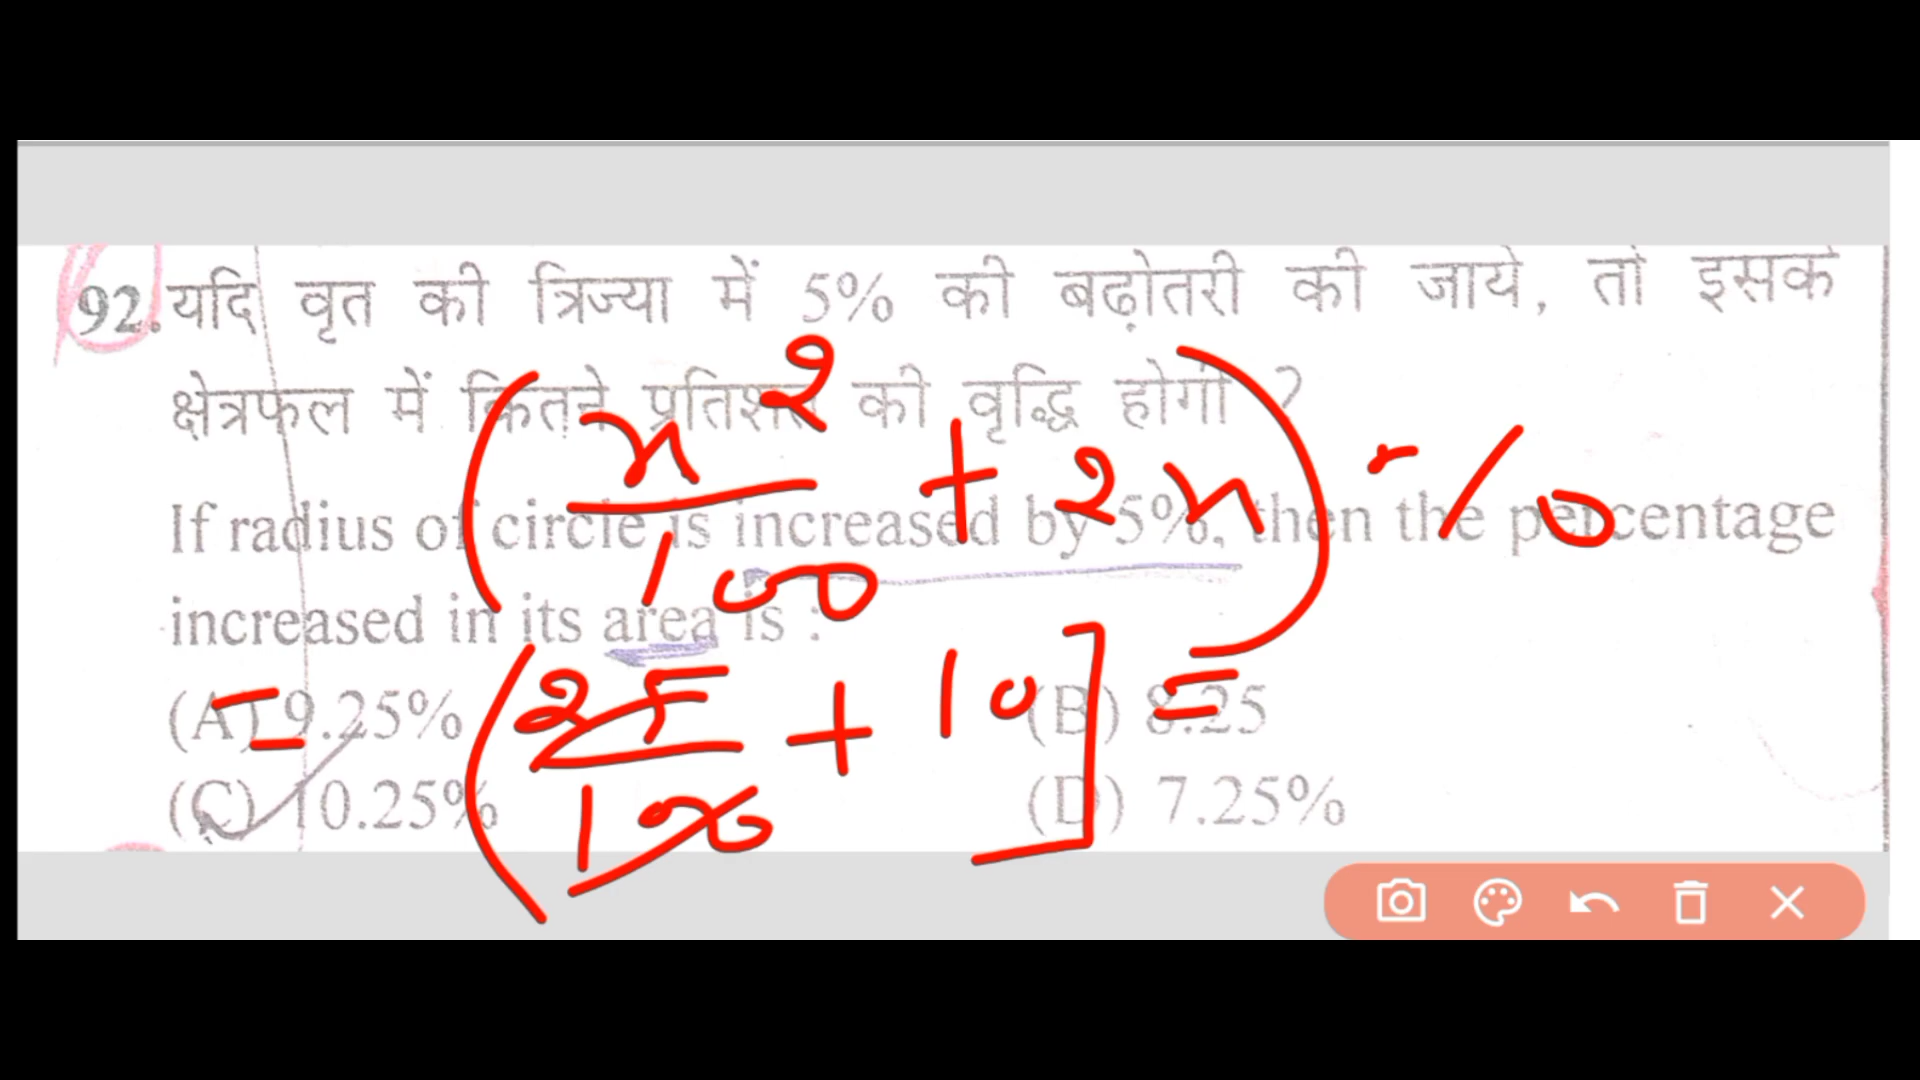 92. यदि वृत की त्रिज्या में 5% की बढ़ोतरी की जाये, तो इसके
क्षेत्रफल में कितने प्रतिशत की वृद्धि होगी ?
If radius of circle is increased by 5%, then the percentage
increased in its area is :
(A) 9.25% (B) 8.25
(C) 10.25% (D) 7.25%
(x²/100 + 2x) %
= (25/100 + 10] =